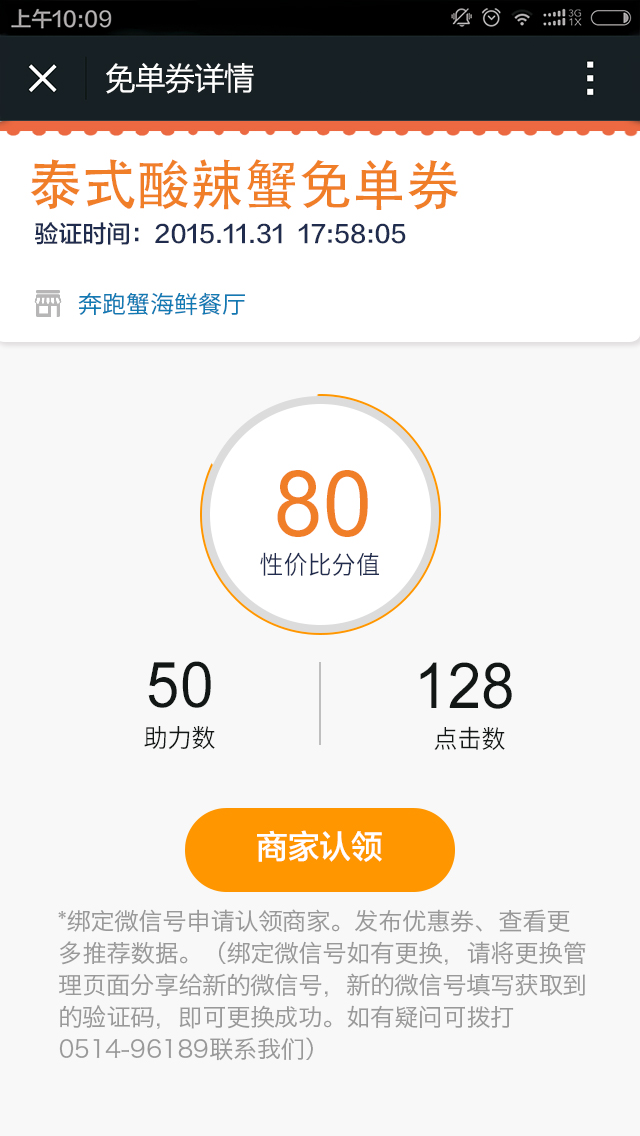 上午10:09
3G
1X
免单券详情
泰式酸辣蟹免单券
验证时间：2015.11.31 17:58:05
奔跑蟹海鲜餐厅
80
性价比分值
50
128
助力数
点击数
商家认领
*绑定微信号申请认领商家。发布优惠券、查看更
多推荐数据。（绑定微信号如有更换，请将更换管
理页面分享给新的微信号，新的微信号填写获取到
的验证码，即可更换成功。如有疑问可拨打
0514-96189联系我们）